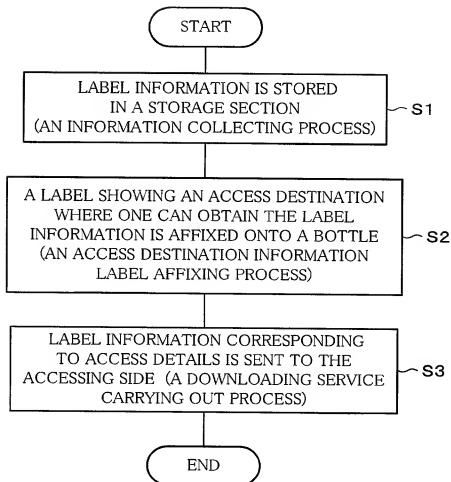 START
LABEL INFORMATION IS STORED
IN A STORAGE SECTION
(AN INFORMATION COLLECTING PROCESS)
S1
A LABEL SHOWING AN ACCESS DESTINATION
WHERE ONE CAN OBTAIN THE LABEL
INFORMATION IS AFFIXED ONTO A BOTTLE
(AN ACCESS DESTINATION INFORMATION
LABEL AFFIXING PROCESS)
S2
LABEL INFORMATION CORRESPONDING
TO ACCESS DETAILS IS SENT TO THE
ACCESSING SIDE (A DOWNLOADING SERVICE
CARRYING OUT PROCESS)
S3
END